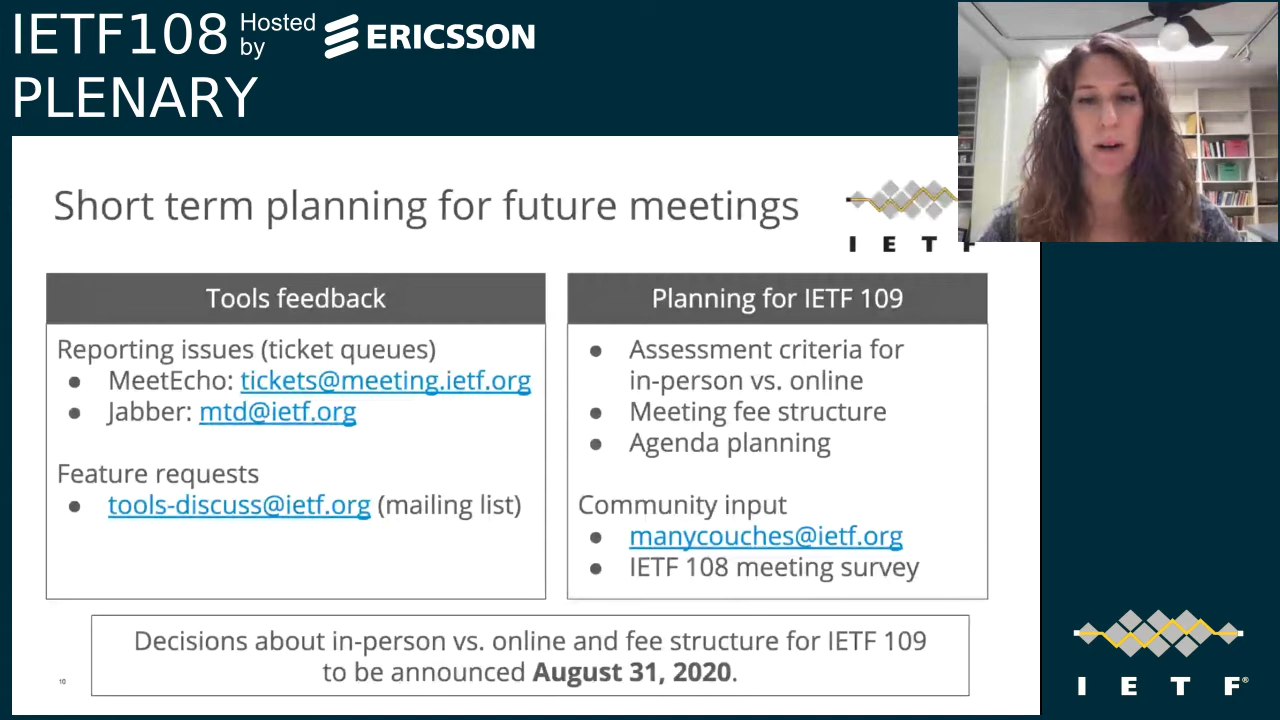 IETF108 Hosted by ERICSSON
PLENARY
Short term planning for future meetings
I E T F
Tools feedback
Reporting issues (ticket queues)
● MeetEcho: tickets@meeting.ietf.org
● Jabber: mtd@ietf.org
Feature requests
● tools-discuss@ietf.org (mailing list)
Planning for IETF 109
● Assessment criteria for
in-person vs. online
● Meeting fee structure
● Agenda planning
Community input
● manycouches@ietf.org
● IETF 108 meeting survey
Decisions about in-person vs. online and fee structure for IETF 109
to be announced August 31, 2020.
10
I E T F®